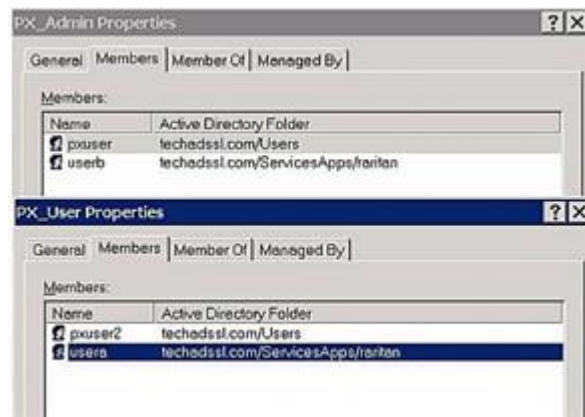 PX_Admin Properties
General Members Member Of Managed By
Members:
Name Active Directory Folder
pxuser techadssl.com/Users
userb techadssl.com/ServicesApps/raritan
PX_User Properties
General Members Member Of Managed By
Members:
Name Active Directory Folder
pxuser2 techadssl.com/Users
usera techadssl.com/ServicesApps/raritan